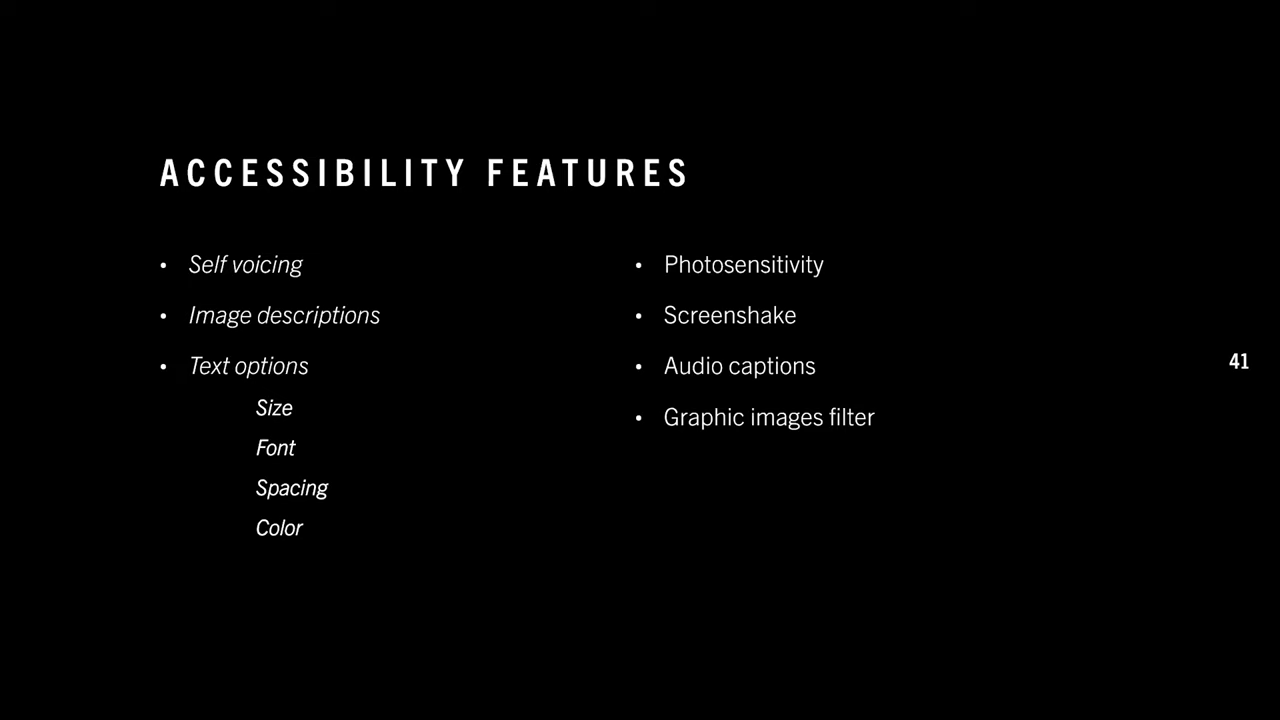 ACCESSIBILITY FEATURES
• Self voicing
• Image descriptions
• Text options
Size
Font
Spacing
Color
• Photosensitivity
• Screenshake
• Audio captions
• Graphic images filter
41